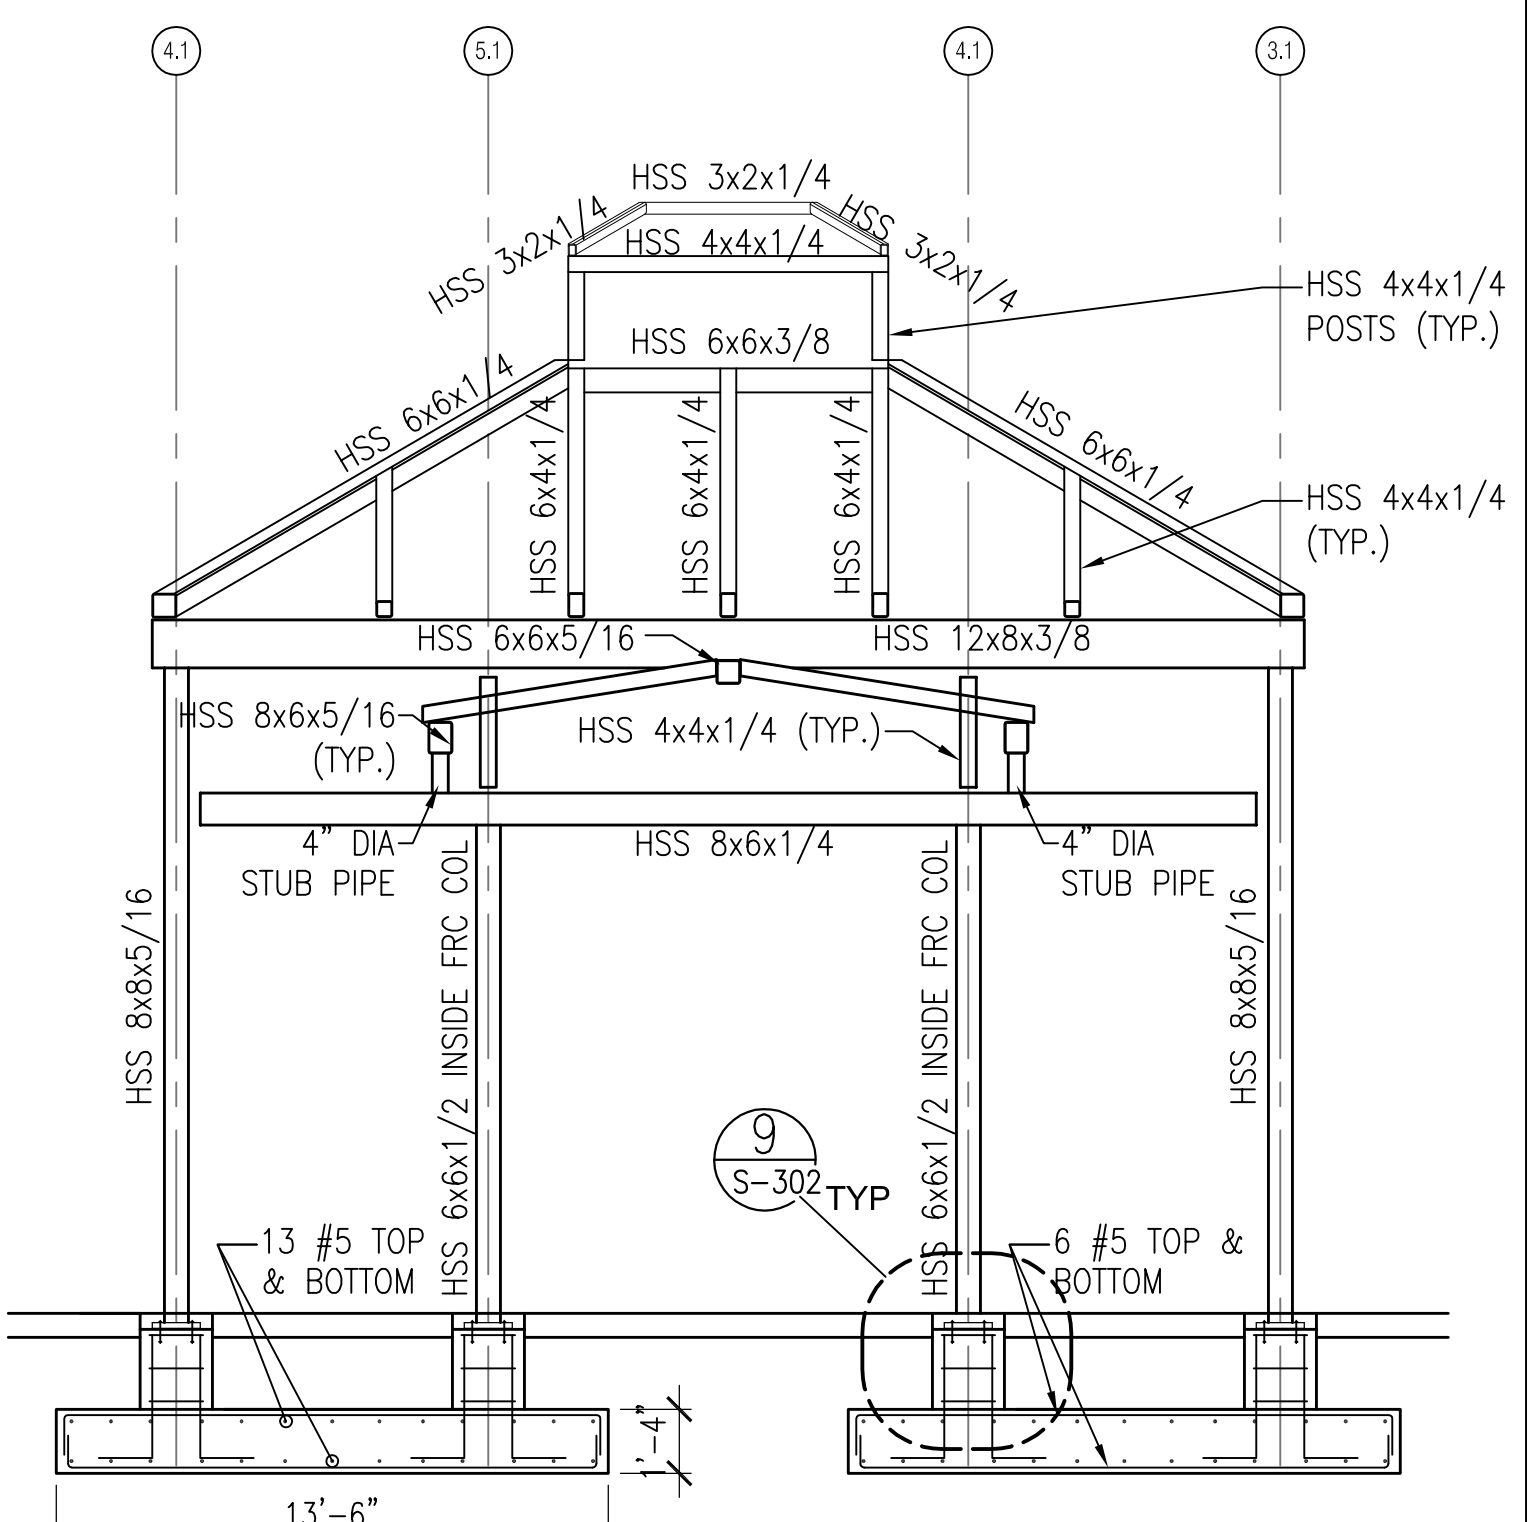 4.1
5.1
4.1
3.1
HSS 3x2x1/4
HSS 3x2x1/4
HSS 3x2x1/4
HSS 4x4x1/4
HSS 4x4x1/4
POSTS (TYP.)
HSS 6x6x3/8
HSS 6x6x1/4
HSS 6x6x1/4
HSS 6x4x1/4
HSS 6x4x1/4
HSS 6x4x1/4
HSS 4x4x1/4
(TYP.)
HSS 6x6x5/16
HSS 12x8x3/8
HSS 8x6x5/16
(TYP.)
HSS 4x4x1/4 (TYP.)
4” DIA
STUB PIPE
HSS 8x6x1/4
4” DIA
STUB PIPE
HSS 8x8x5/16
HSS 6x6x1/2 INSIDE FRC COL
HSS 6x6x1/2 INSIDE FRC COL
HSS 8x8x5/16
9
S-302
TYP
13 #5 TOP
& BOTTOM
6 #5 TOP &
BOTTOM
1’-4”
13’-6”